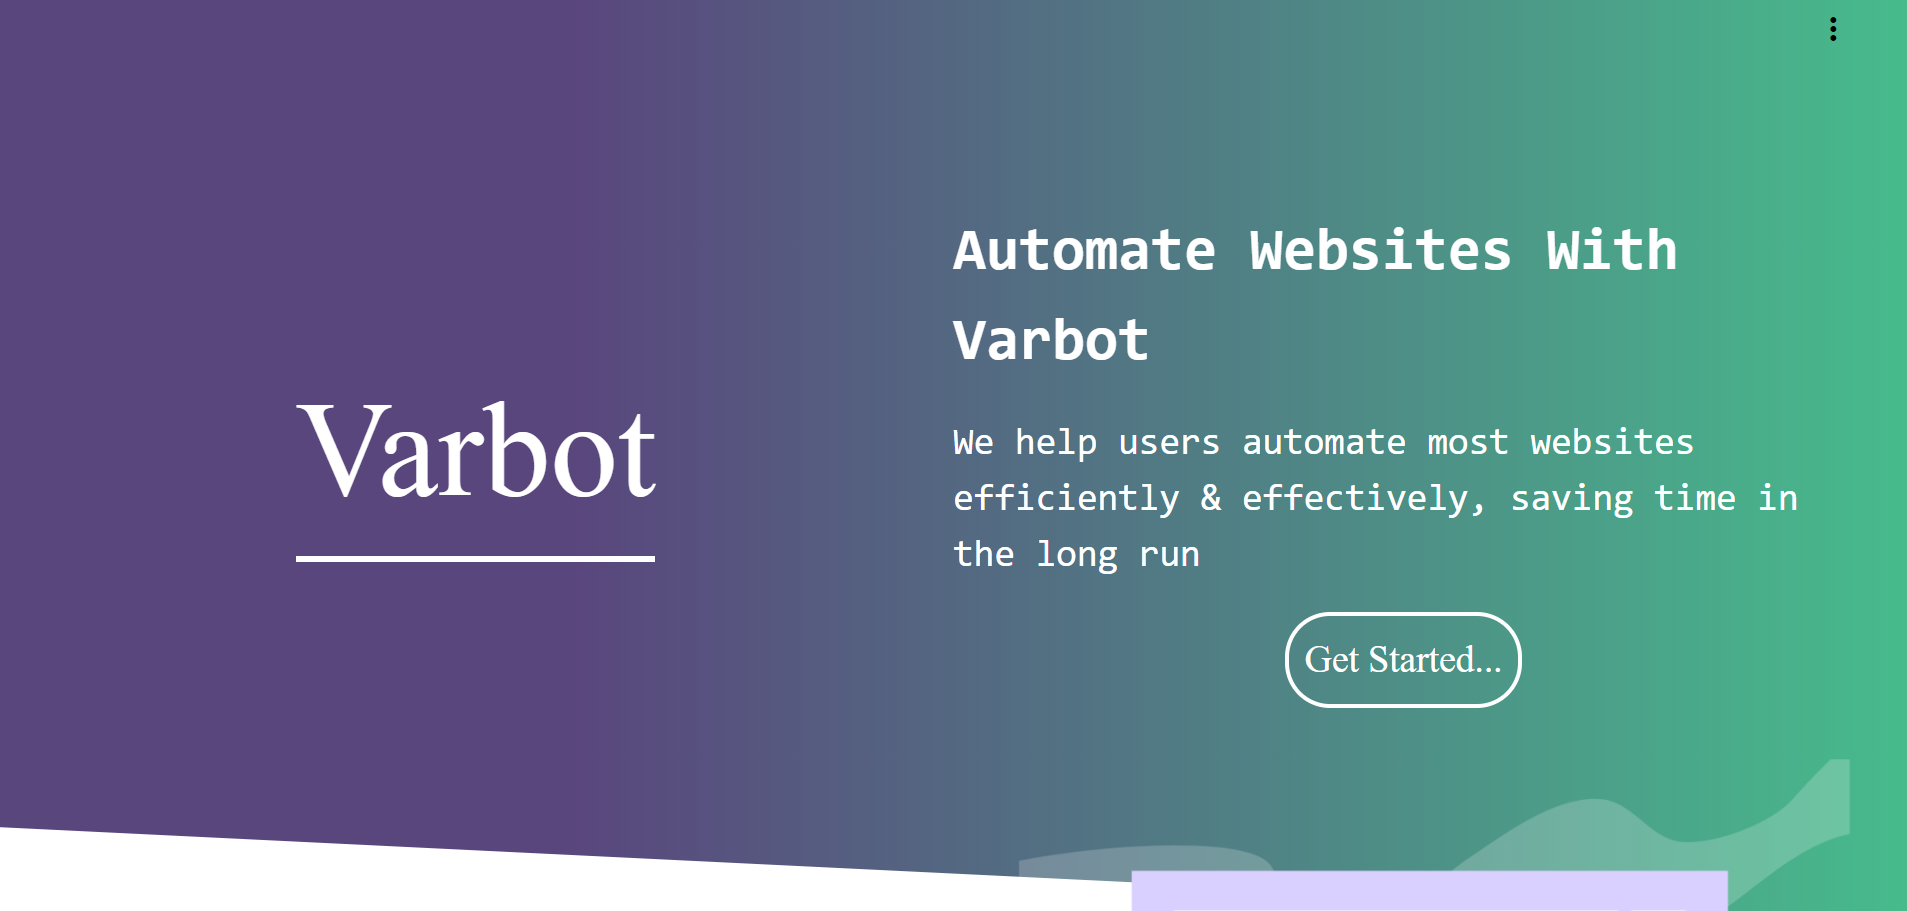 Varbot
Automate Websites With
Varbot
We help users automate most websites
efficiently & effectively, saving time in
the long run
Get Started...